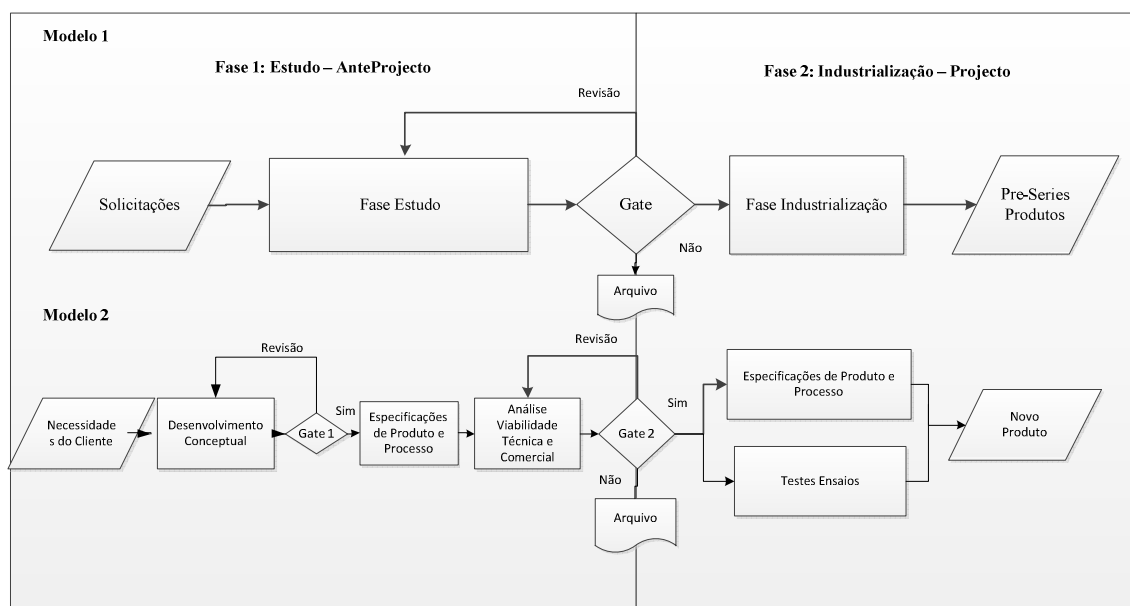 Modelo 1
Fase 1: Estudo – AnteProjecto
Fase 2: Industrialização – Projecto
Revisão
Solicitações
Fase Estudo
Gate
Fase Industrialização
Pre-Series
Produtos
Não
Arquivo
Modelo 2
Revisão
Revisão
Necessidade
s do Cliente
Desenvolvimento
Conceptual
Gate 1
Sim
Especificações
de Produto e
Processo
Análise
Viabilidade
Técnica e
Comercial
Gate 2
Sim
Não
Arquivo
Especificações de Produto e
Processo
Testes Ensaios
Novo
Produto